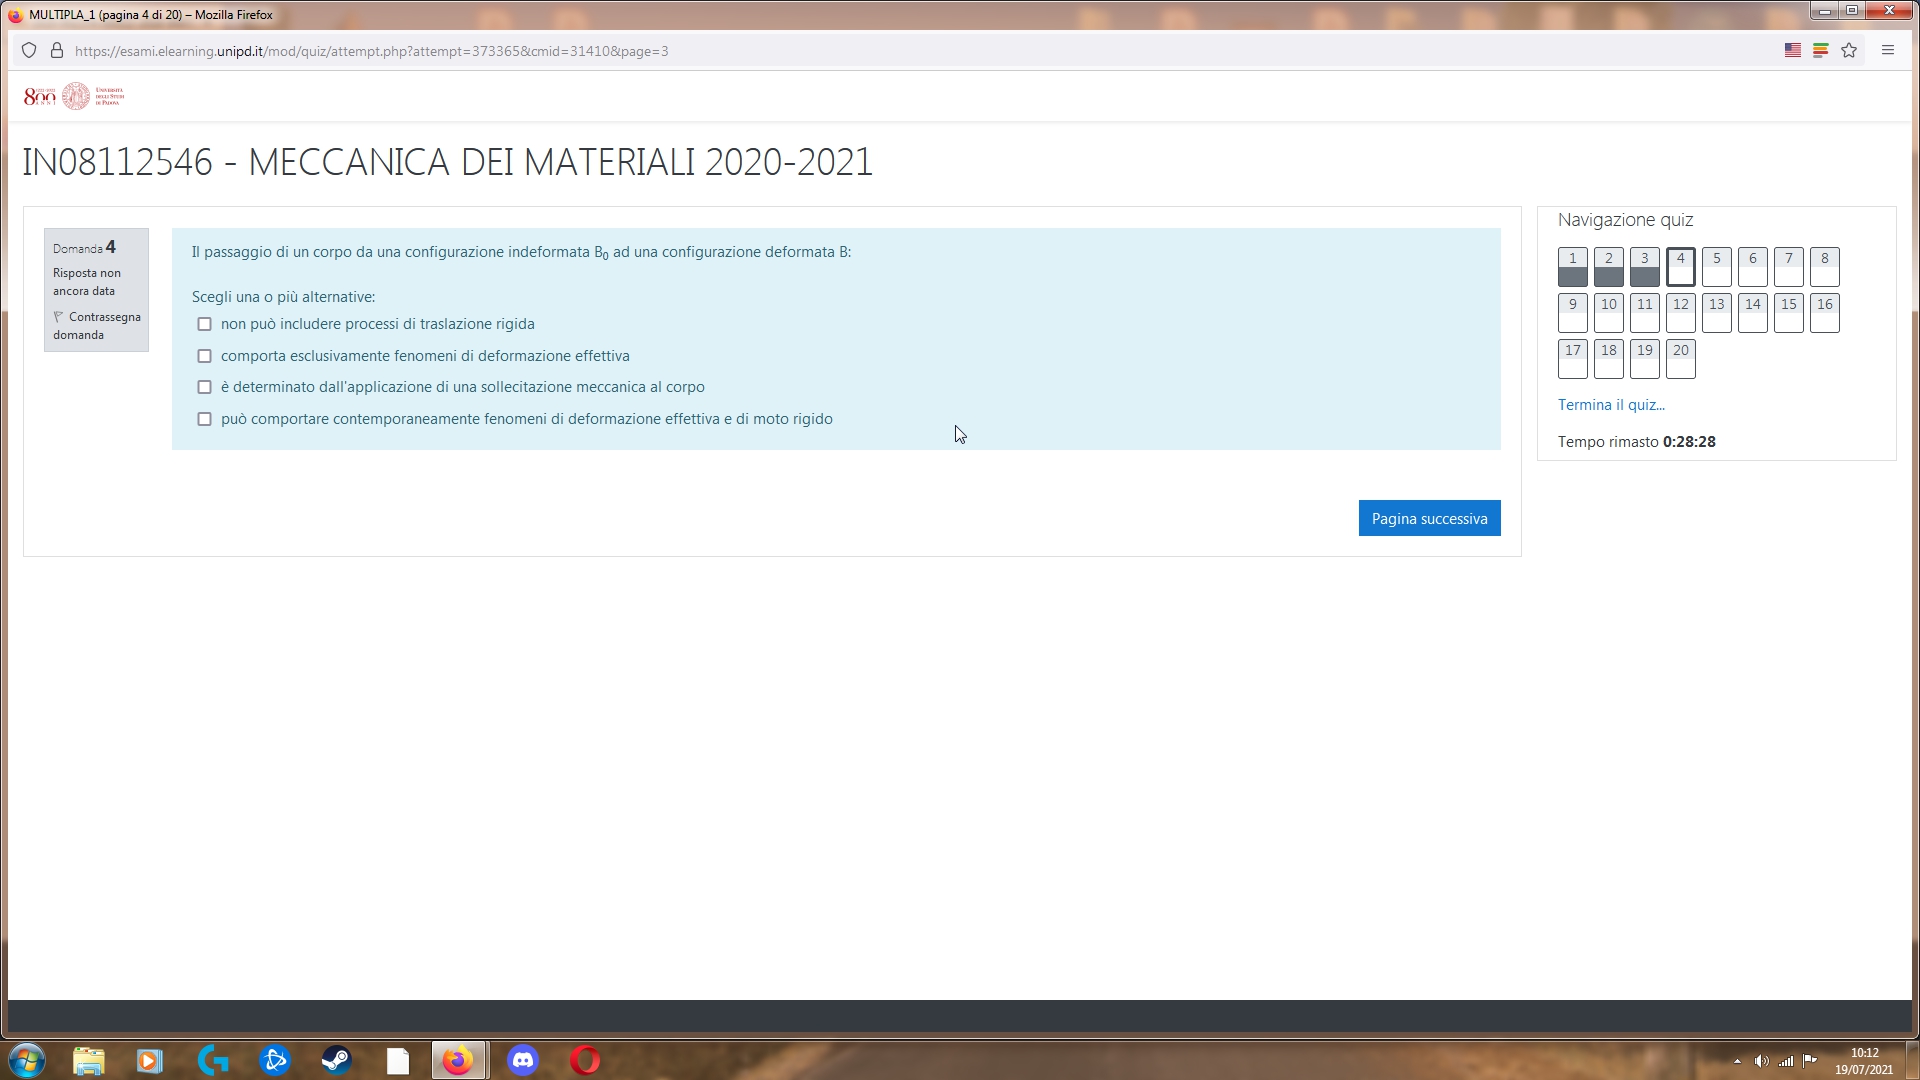 MULTIPLA_1 (pagina 4 di 20) – Mozilla Firefox
https://esami.elearning.unipd.it/mod/quiz/attempt.php?attempt=373365&cmid=31410&page=3
800 ANNI UNIVERSITÀ DEGLI STUDI DI PADOVA
IN08112546 - MECCANICA DEI MATERIALI 2020-2021
Domanda 4
Risposta non
ancora data
Contrassegna
domanda
Il passaggio di un corpo da una configurazione indeformata B0 ad una configurazione deformata B:
Scegli una o più alternative:
non può includere processi di traslazione rigida
comporta esclusivamente fenomeni di deformazione effettiva
è determinato dall'applicazione di una sollecitazione meccanica al corpo
può comportare contemporaneamente fenomeni di deformazione effettiva e di moto rigido
Pagina successiva
Navigazione quiz
1 2 3 4 5 6 7 8
9 10 11 12 13 14 15 16
17 18 19 20
Termina il quiz...
Tempo rimasto 0:28:28
10:12
19/07/2021